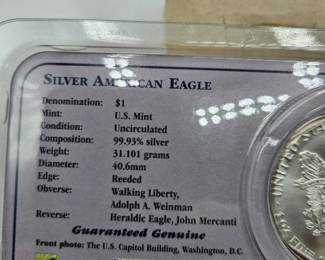 SILVER AMERICAN EAGLE
Denomination: $1
Mint: U.S. Mint
Condition: Uncirculated
Composition: 99.93% silver
Weight: 31.101 grams
Diameter: 40.6mm
Edge: Reeded
Obverse: Walking Liberty,
Adolph A. Weinman
Reverse: Heraldic Eagle, John Mercanti
Guaranteed Genuine
Front photo: The U.S. Capitol Building, Washington, D.C.
UNITED